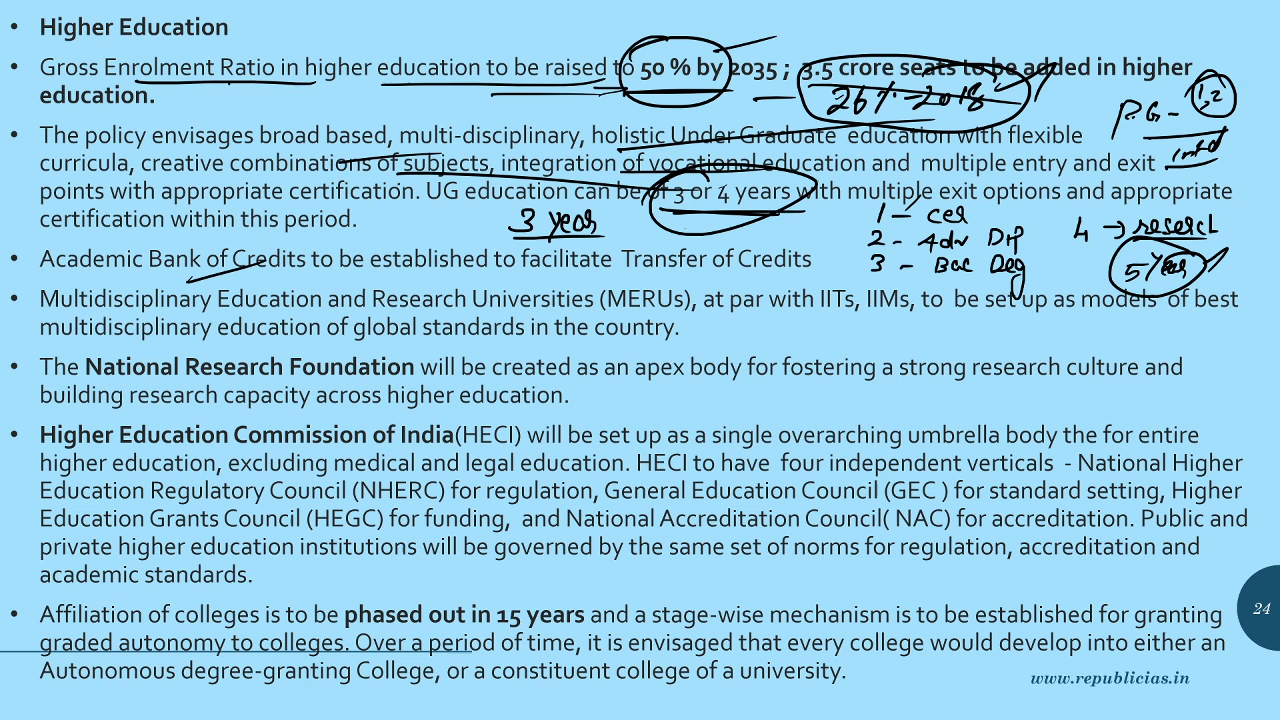 • Higher Education
• Gross Enrolment Ratio in higher education to be raised to 50 % by 2035 ; 3.5 crore seats to be added in higher
education.
26% - 2018
P.G - 1,2
• The policy envisages broad based, multi-disciplinary, holistic Under Graduate education with flexible
curricula, creative combinations of subjects, integration of vocational education and multiple entry and exit
points with appropriate certification. UG education can be of 3 or 4 years with multiple exit options and appropriate
certification within this period.
3 year
1 - cer
2 - Adv Dip
3 - Bac Deg
4 → reserch
5 Year
• Academic Bank of Credits to be established to facilitate Transfer of Credits
• Multidisciplinary Education and Research Universities (MERUs), at par with IITs, IIMs, to be set up as models of best
multidisciplinary education of global standards in the country.
• The National Research Foundation will be created as an apex body for fostering a strong research culture and
building research capacity across higher education.
• Higher Education Commission of India(HECI) will be set up as a single overarching umbrella body the for entire
higher education, excluding medical and legal education. HECI to have four independent verticals - National Higher
Education Regulatory Council (NHERC) for regulation, General Education Council (GEC ) for standard setting, Higher
Education Grants Council (HEGC) for funding, and National Accreditation Council( NAC) for accreditation. Public and
private higher education institutions will be governed by the same set of norms for regulation, accreditation and
academic standards.
• Affiliation of colleges is to be phased out in 15 years and a stage-wise mechanism is to be established for granting
graded autonomy to colleges. Over a period of time, it is envisaged that every college would develop into either an
Autonomous degree-granting College, or a constituent college of a university.
24
www.republicias.in